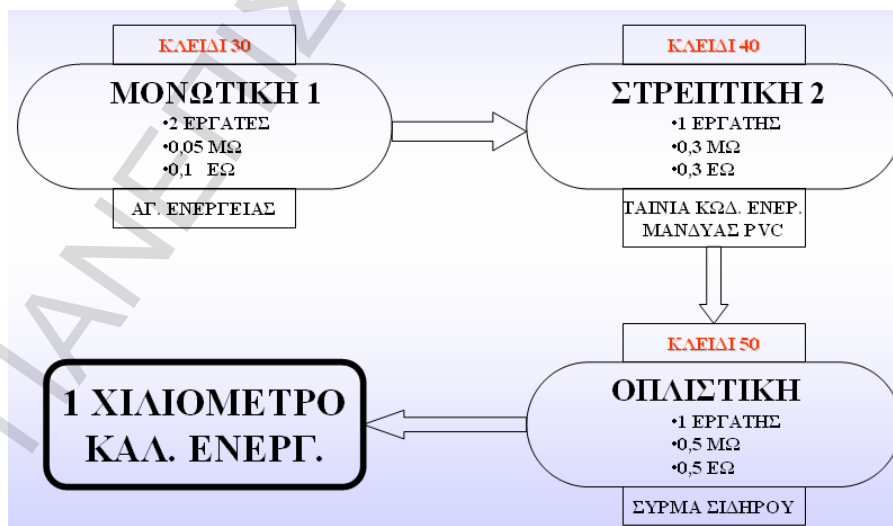 ΚΛΕΙΔΙ 30
ΜΟΝΩΤΙΚΗ 1
•2 ΕΡΓΑΤΕΣ
•0,05 ΜΩ
•0,1 ΕΩ
ΑΓ. ΕΝΕΡΓΕΙΑΣ
ΚΛΕΙΔΙ 40
ΣΤΡΕΠΤΙΚΗ 2
•1 ΕΡΓΑΤΗΣ
•0,3 ΜΩ
•0,3 ΕΩ
ΤΑΙΝΙΑ ΚΩΔ. ΕΝΕΡ.
ΜΑΝΔΥΑΣ PVC
ΚΛΕΙΔΙ 50
ΟΠΛΙΣΤΙΚΗ
•1 ΕΡΓΑΤΗΣ
•0,5 ΜΩ
•0,5 ΕΩ
ΣΥΡΜΑ ΣΙΔΗΡΟΥ
1 ΧΙΛΙΟΜΕΤΡΟ
ΚΑΛ. ΕΝΕΡΓ.